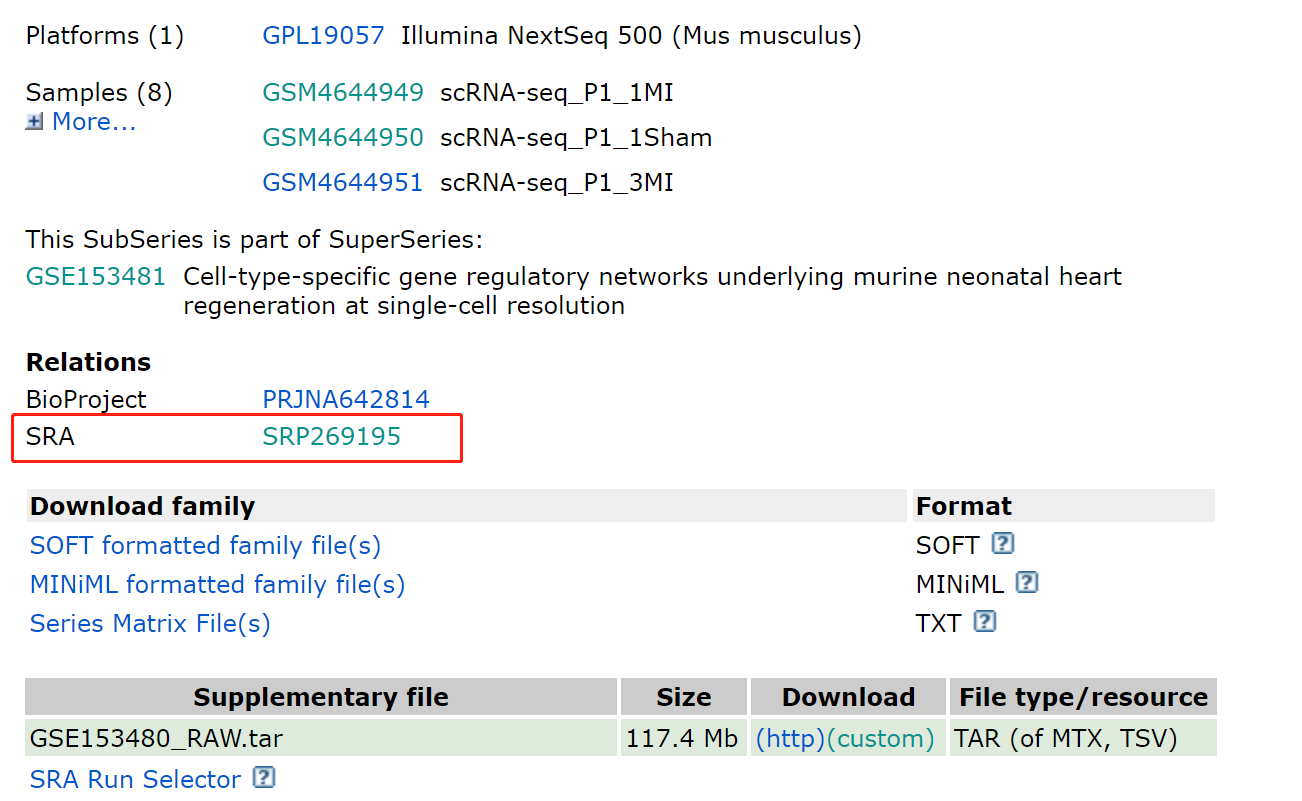 Platforms (1) GPL19057 Illumina NextSeq 500 (Mus musculus)
Samples (8) GSM4644949 scRNA-seq_P1_1MI
More...
GSM4644950 scRNA-seq_P1_1Sham
GSM4644951 scRNA-seq_P1_3MI
This SubSeries is part of SuperSeries:
GSE153481 Cell-type-specific gene regulatory networks underlying murine neonatal heart
regeneration at single-cell resolution
Relations
BioProject PRJNA642814
SRA SRP269195
Download family Format
SOFT formatted family file(s) SOFT ?
MINiML formatted family file(s) MINiML ?
Series Matrix File(s) TXT ?
Supplementary file Size Download File type/resource
GSE153480_RAW.tar 117.4 Mb (http)(custom) TAR (of MTX, TSV)
SRA Run Selector ?